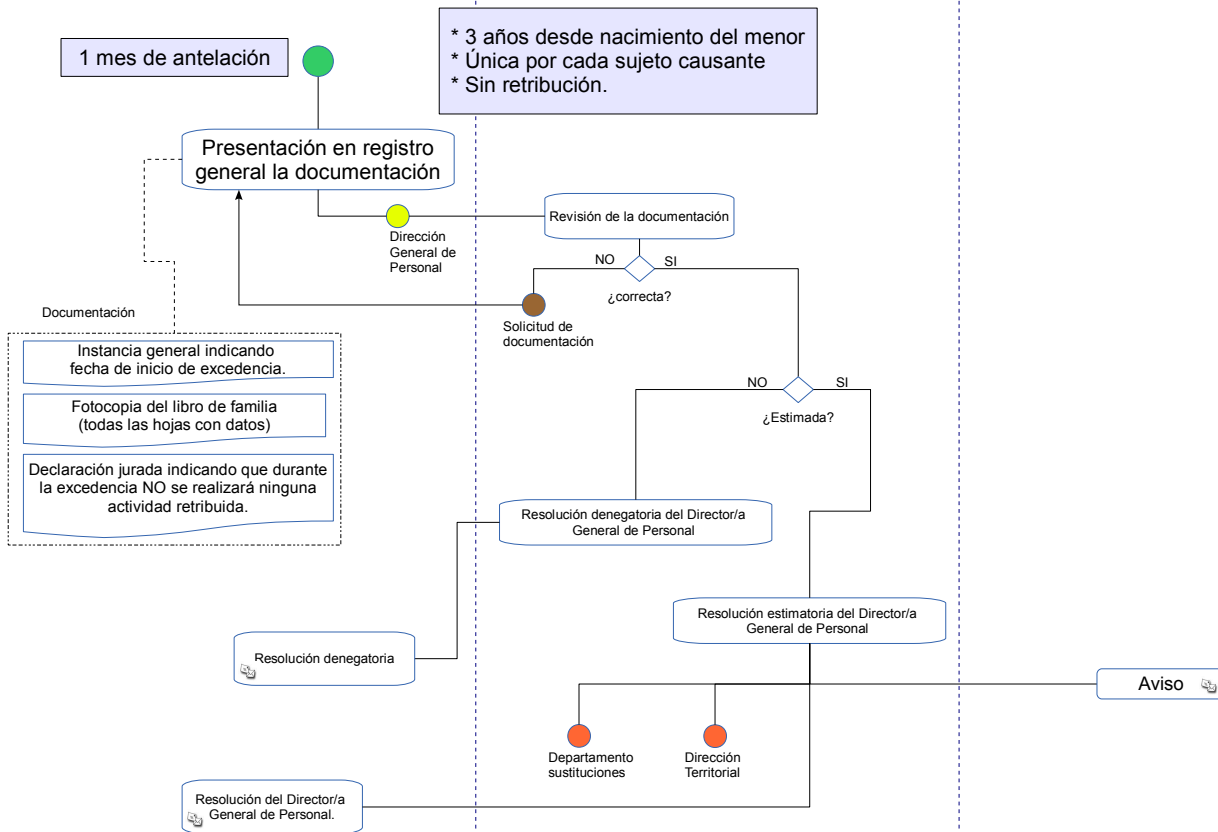 1 mes de antelación
* 3 años desde nacimiento del menor
* Única por cada sujeto causante
* Sin retribución.
Presentación en registro
general la documentación
Dirección
General de
Personal
Revisión de la documentación
NO
SI
¿correcta?
Solicitud de
documentación
Documentación
Instancia general indicando
fecha de inicio de excedencia.
Fotocopia del libro de familia
(todas las hojas con datos)
Declaración jurada indicando que durante
la excedencia NO se realizará ninguna
actividad retribuida.
NO
SI
¿Estimada?
Resolución denegatoria del Director/a
General de Personal
Resolución estimatoria del Director/a
General de Personal
Resolución denegatoria
Aviso
Departamento
sustituciones
Dirección
Territorial
Resolución del Director/a
General de Personal.